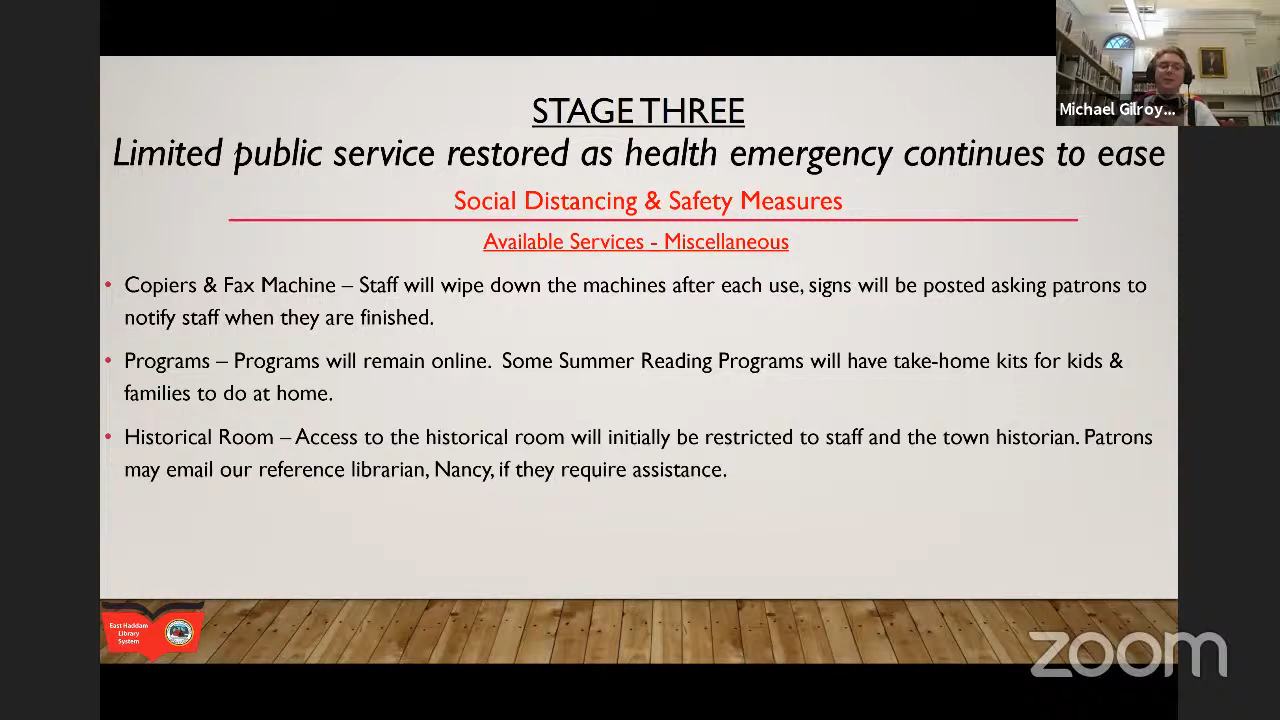 Michael Gilroy...
STAGE THREE
Limited public service restored as health emergency continues to ease
Social Distancing & Safety Measures
Available Services - Miscellaneous
• Copiers & Fax Machine – Staff will wipe down the machines after each use, signs will be posted asking patrons to
notify staff when they are finished.
• Programs – Programs will remain online. Some Summer Reading Programs will have take-home kits for kids &
families to do at home.
• Historical Room – Access to the historical room will initially be restricted to staff and the town historian. Patrons
may email our reference librarian, Nancy, if they require assistance.
East Haddam
Library
System
zoom